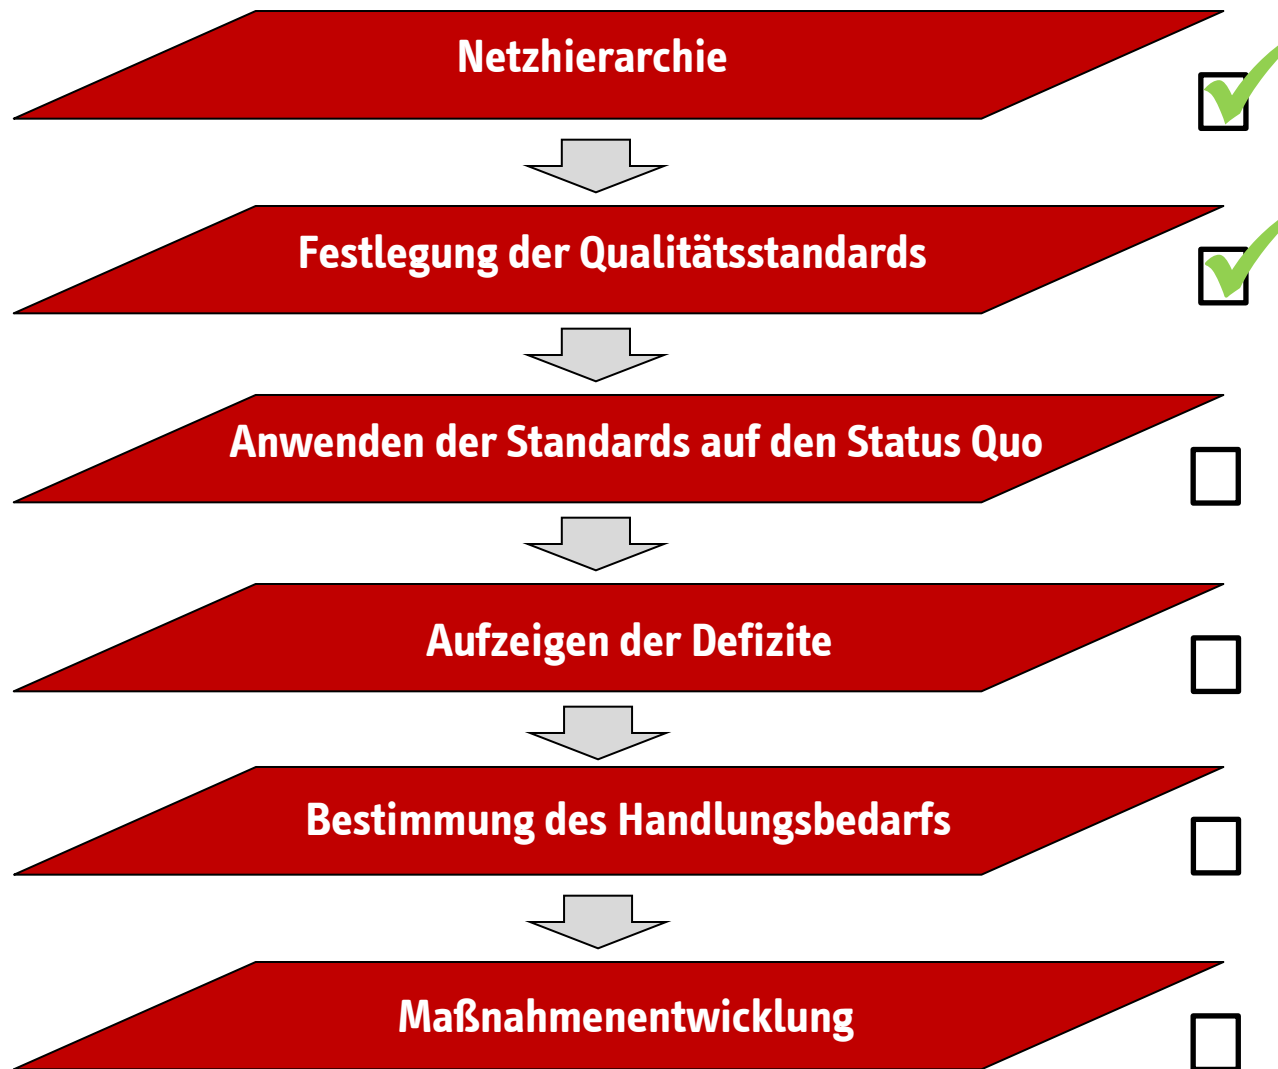 Netzhierarchie
Festlegung der Qualitätsstandards
Anwenden der Standards auf den Status Quo
Aufzeigen der Defizite
Bestimmung des Handlungsbedarfs
Maßnahmenentwicklung